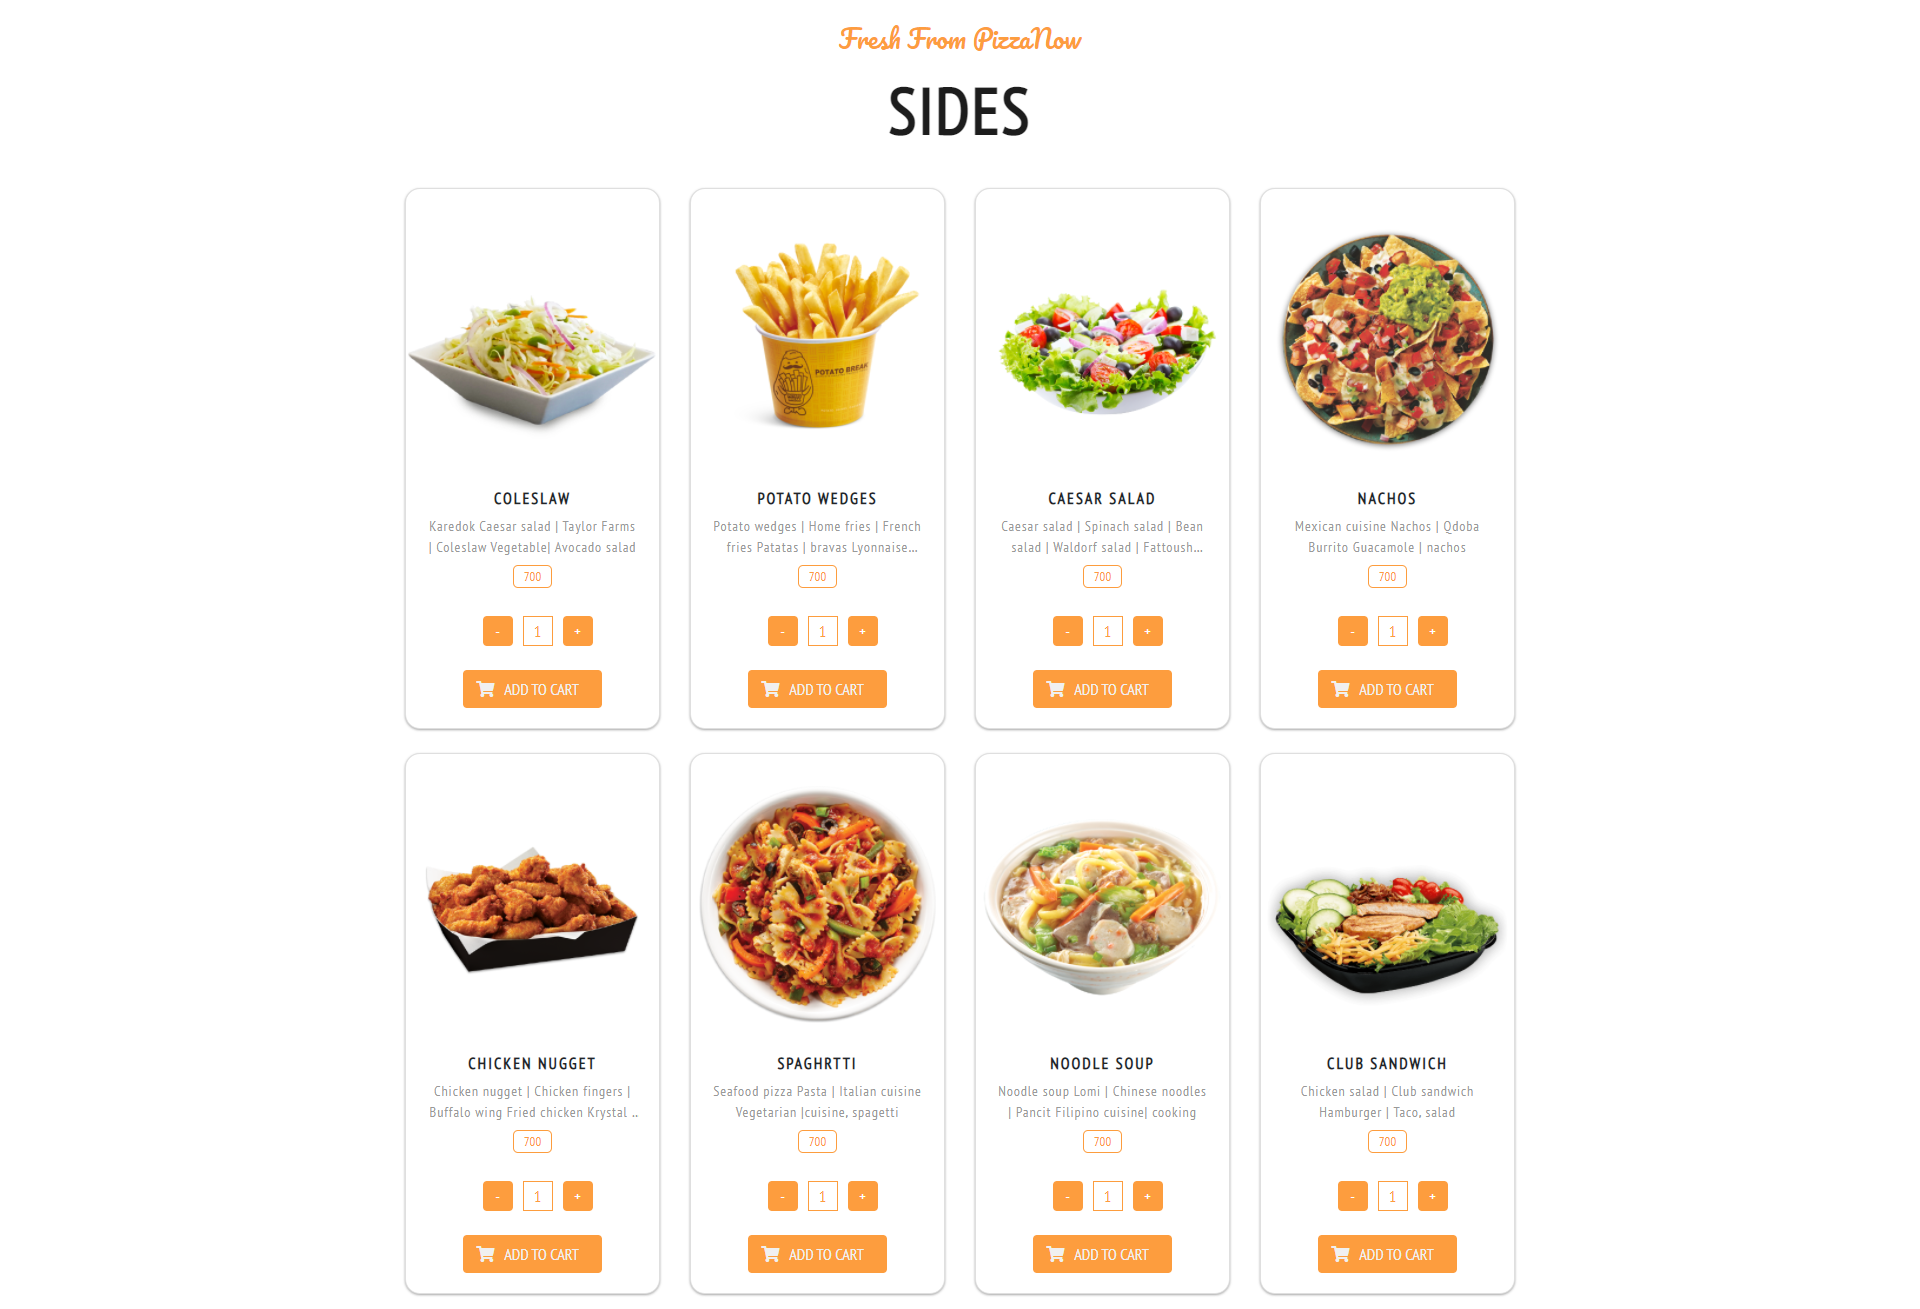 Fresh From PizzaNow
SIDES
POTATO BREAK
COLESLAW
Karedok Caesar salad | Taylor Farms
| Coleslaw Vegetable| Avocado salad
700
- 1 +
ADD TO CART
POTATO WEDGES
Potato wedges | Home fries | French
fries Patatas | bravas Lyonnaise...
700
- 1 +
ADD TO CART
CAESAR SALAD
Caesar salad | Spinach salad | Bean
salad | Waldorf salad | Fattoush...
700
- 1 +
ADD TO CART
NACHOS
Mexican cuisine Nachos | Qdoba
Burrito Guacamole | nachos
700
- 1 +
ADD TO CART
CHICKEN NUGGET
Chicken nugget | Chicken fingers |
Buffalo wing Fried chicken Krystal ..
700
- 1 +
ADD TO CART
SPAGHRTTI
Seafood pizza Pasta | Italian cuisine
Vegetarian |cuisine, spagetti
700
- 1 +
ADD TO CART
NOODLE SOUP
Noodle soup Lomi | Chinese noodles
| Pancit Filipino cuisine| cooking
700
- 1 +
ADD TO CART
CLUB SANDWICH
Chicken salad | Club sandwich
Hamburger | Taco, salad
700
- 1 +
ADD TO CART